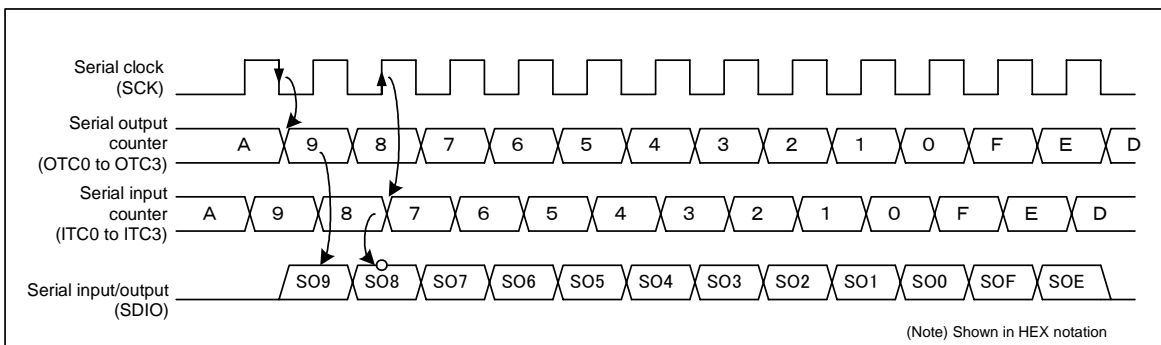 Serial clock
(SCK)
Serial output
counter
(OTC0 to OTC3)
A 9 8 7 6 5 4 3 2 1 0 F E D
Serial input
counter
(ITC0 to ITC3)
A 9 8 7 6 5 4 3 2 1 0 F E D
Serial input/output
(SDIO)
SO9 SO8 SO7 SO6 SO5 SO4 SO3 SO2 SO1 SO0 SOF SOE
(Note) Shown in HEX notation